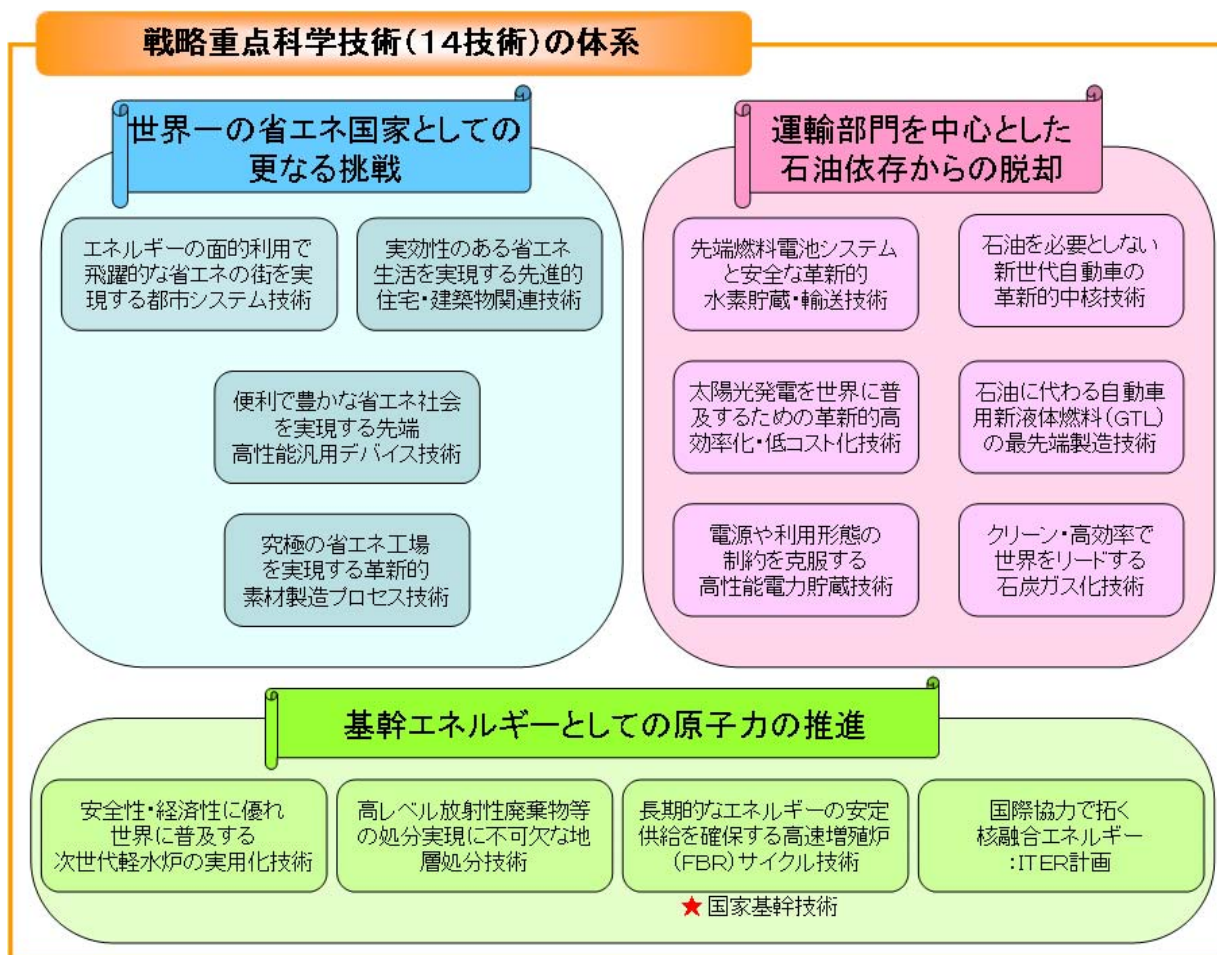 戦略重点科学技術(14技術)の体系
世界一の省エネ国家としての
更なる挑戦
エネルギーの面的利用で
飛躍的な省エネの街を実
現する都市システム技術
実効性のある省エネ
生活を実現する先進的
住宅・建築物関連技術
便利で豊かな省エネ社会
を実現する先端
高性能汎用デバイス技術
究極の省エネ工場
を実現する革新的
素材製造プロセス技術
運輸部門を中心とした
石油依存からの脱却
先端燃料電池システム
と安全な革新的
水素貯蔵・輸送技術
石油を必要としない
新世代自動車の
革新的中核技術
太陽光発電を世界に普
及するための革新的高
効率化・低コスト化技術
石油に代わる自動車
用新液体燃料(GTL)
の最先端製造技術
電源や利用形態の
制約を克服する
高性能電力貯蔵技術
クリーン・高効率で
世界をリードする
石炭ガス化技術
基幹エネルギーとしての原子力の推進
安全性・経済性に優れ
世界に普及する
次世代軽水炉の実用化技術
高レベル放射性廃棄物等
の処分実現に不可欠な地
層処分技術
長期的なエネルギーの安定
供給を確保する高速増殖炉
(FBR)サイクル技術
★国家基幹技術
国際協力で拓く
核融合エネルギー
:ITER計画